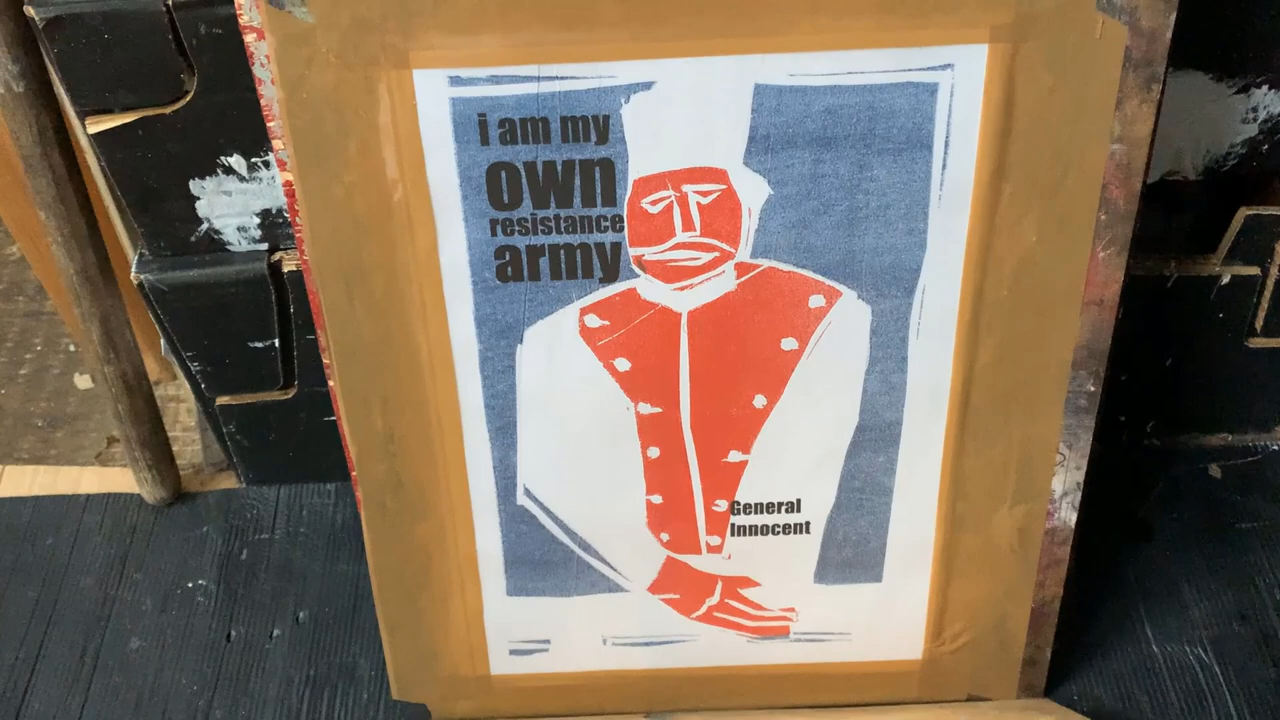 i am my
own
resistance
army
General
Innocent